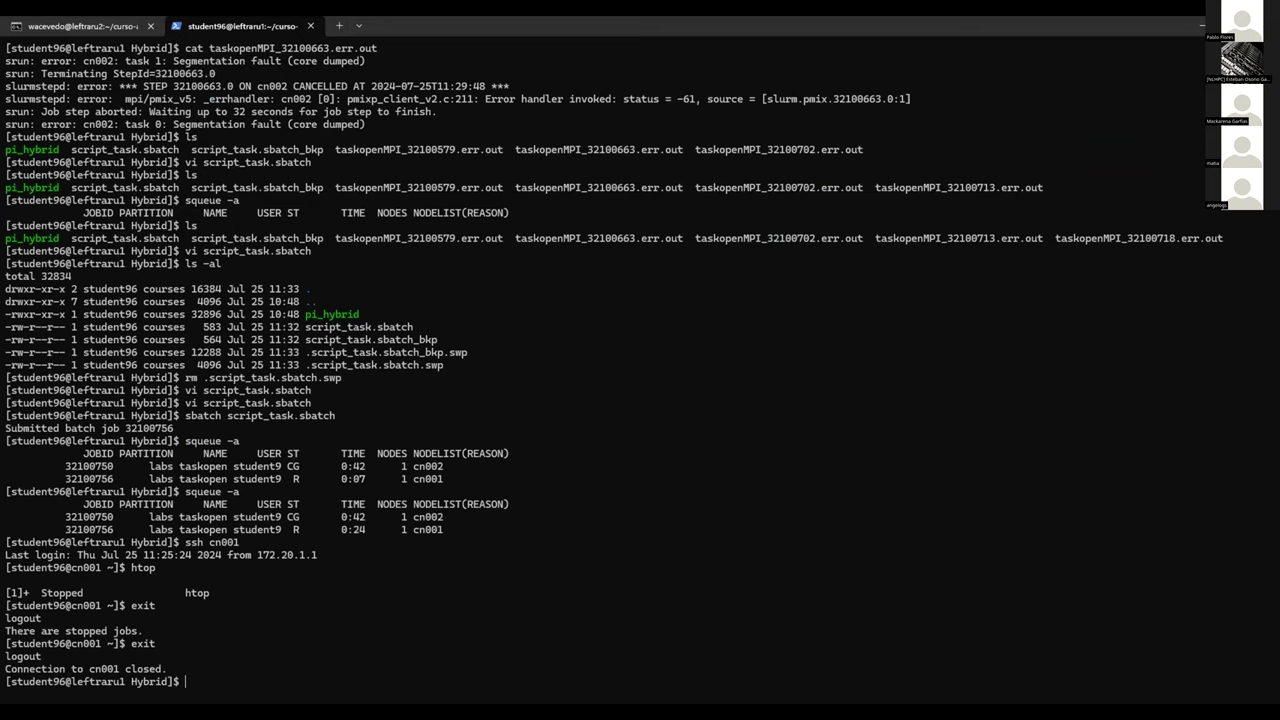 wacevedo@leftraru2:~/curso-
student96@leftraru1:~/curso-
[student96@leftraru1 Hybrid]$ cat taskopenMPI_32100663.err.out
srun: error: cn002: task 1: Segmentation fault (core dumped)
srun: Terminating StepId=32100663.0
slurmstepd: error: *** STEP 32100663.0 ON cn002 CANCELLED AT 2024-07-25T11:29:48 ***
slurmstepd: error:  mpi/pmix_v5: _errhandler: cn002 [0]: pmixp_client_v2.c:211: Error handler invoked: status = -61, source = [slurm.pmix.32100663.0:1]
srun: Job step aborted: Waiting up to 32 seconds for job step to finish.
srun: error: cn002: task 0: Segmentation fault (core dumped)
[student96@leftraru1 Hybrid]$ ls
pi_hybrid  script_task.sbatch  script_task.sbatch_bkp  taskopenMPI_32100579.err.out  taskopenMPI_32100663.err.out  taskopenMPI_32100702.err.out
[student96@leftraru1 Hybrid]$ vi script_task.sbatch
[student96@leftraru1 Hybrid]$ ls
pi_hybrid  script_task.sbatch  script_task.sbatch_bkp  taskopenMPI_32100579.err.out  taskopenMPI_32100663.err.out  taskopenMPI_32100702.err.out  taskopenMPI_32100713.err.out
[student96@leftraru1 Hybrid]$ squeue -a
JOBID PARTITION     NAME     USER ST       TIME  NODES NODELIST(REASON)
[student96@leftraru1 Hybrid]$ ls
pi_hybrid  script_task.sbatch  script_task.sbatch_bkp  taskopenMPI_32100579.err.out  taskopenMPI_32100663.err.out  taskopenMPI_32100702.err.out  taskopenMPI_32100713.err.out  taskopenMPI_32100718.err.out
[student96@leftraru1 Hybrid]$ vi script_task.sbatch
[student96@leftraru1 Hybrid]$ ls -al
total 32834
drwxr-xr-x 2 student96 courses 16384 Jul 25 11:33 .
drwxr-xr-x 7 student96 courses  4096 Jul 25 10:48 ..
-rwxr-xr-x 1 student96 courses 32896 Jul 25 10:48 pi_hybrid
-rw-r--r-- 1 student96 courses   583 Jul 25 11:32 script_task.sbatch
-rw-r--r-- 1 student96 courses   564 Jul 25 11:32 script_task.sbatch_bkp
-rw-r--r-- 1 student96 courses 12288 Jul 25 11:33 .script_task.sbatch_bkp.swp
-rw-r--r-- 1 student96 courses  4096 Jul 25 11:33 .script_task.sbatch.swp
[student96@leftraru1 Hybrid]$ rm .script_task.sbatch.swp
[student96@leftraru1 Hybrid]$ vi script_task.sbatch
[student96@leftraru1 Hybrid]$ vi script_task.sbatch
[student96@leftraru1 Hybrid]$ sbatch script_task.sbatch
Submitted batch job 32100756
[student96@leftraru1 Hybrid]$ squeue -a
JOBID PARTITION     NAME     USER ST       TIME  NODES NODELIST(REASON)
32100750      labs taskopen student9 CG       0:42      1 cn002
32100756      labs taskopen student9  R       0:07      1 cn001
[student96@leftraru1 Hybrid]$ squeue -a
JOBID PARTITION     NAME     USER ST       TIME  NODES NODELIST(REASON)
32100750      labs taskopen student9 CG       0:42      1 cn002
32100756      labs taskopen student9  R       0:24      1 cn001
[student96@leftraru1 Hybrid]$ ssh cn001
Last login: Thu Jul 25 11:25:24 2024 from 172.20.1.1
[student96@cn001 ~]$ htop
[1]+  Stopped                 htop
[student96@cn001 ~]$ exit
logout
There are stopped jobs.
[student96@cn001 ~]$ exit
logout
Connection to cn001 closed.
[student96@leftraru1 Hybrid]$
Pablo Flores
[NLHPC] Esteban Osorio Ga...
Mackarena Garfias
maria
angelogs